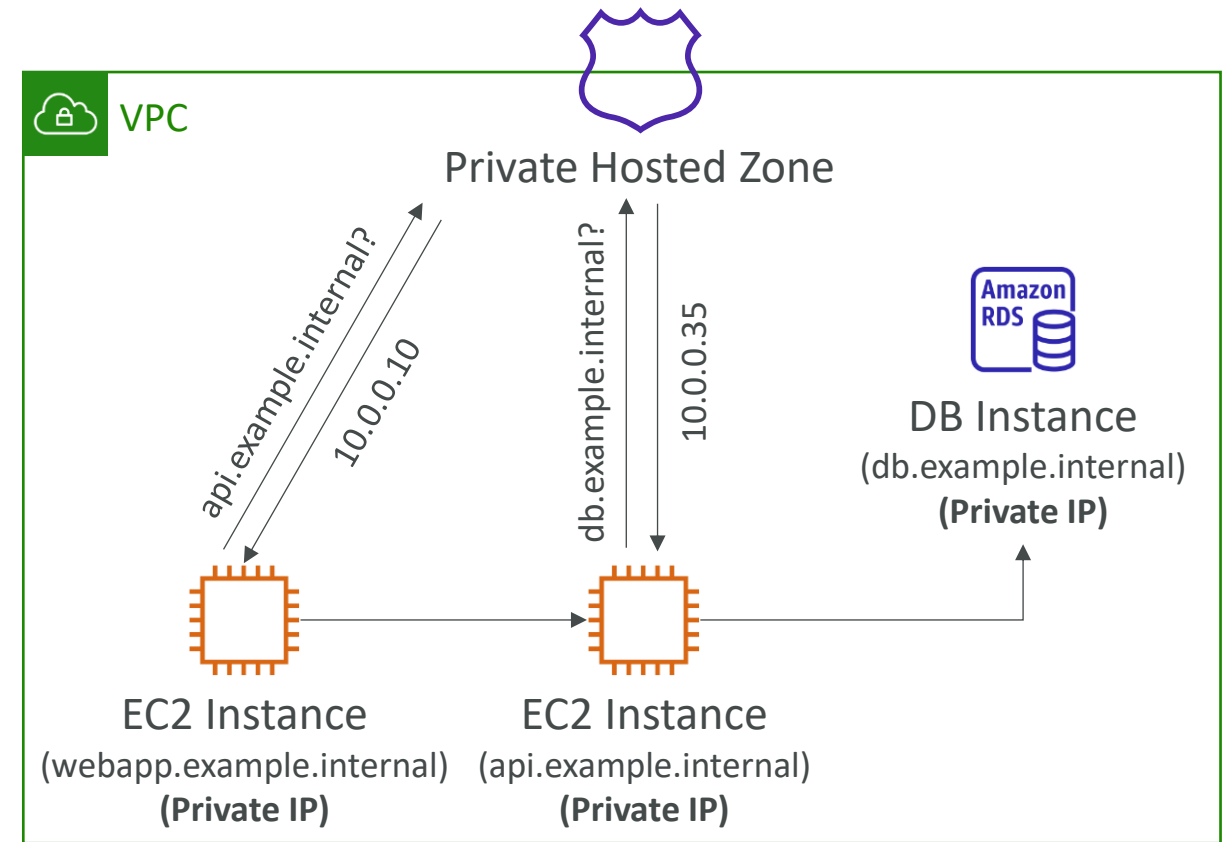 VPC
Private Hosted Zone
api.example.internal?
10.0.0.10
db.example.internal?
10.0.0.35
Amazon
RDS
DB Instance
(db.example.internal)
(Private IP)
EC2 Instance
(webapp.example.internal)
(Private IP)
EC2 Instance
(api.example.internal)
(Private IP)